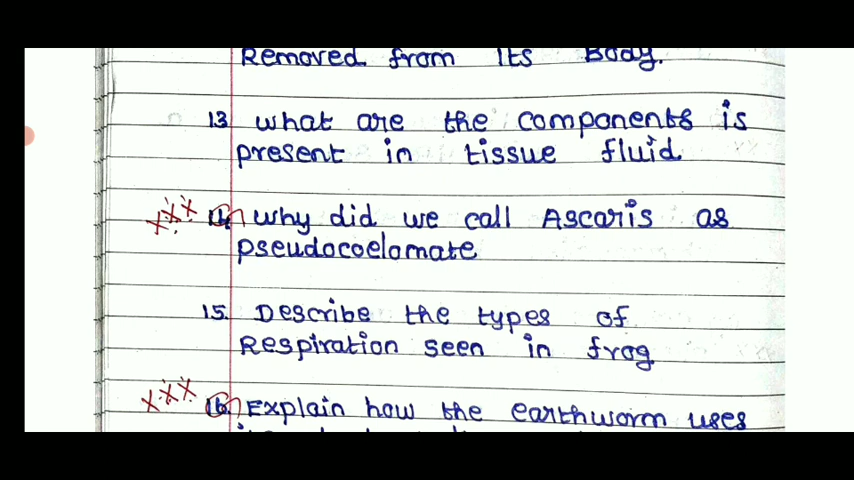 Removed from its Body.
13 what are the components is
present in tissue fluid
xxx 14 Why did we call Ascaris as
pseudocoelomate
15. Describe the types of
Respiration seen in frog
xxx 16. Explain how the earthworm uses